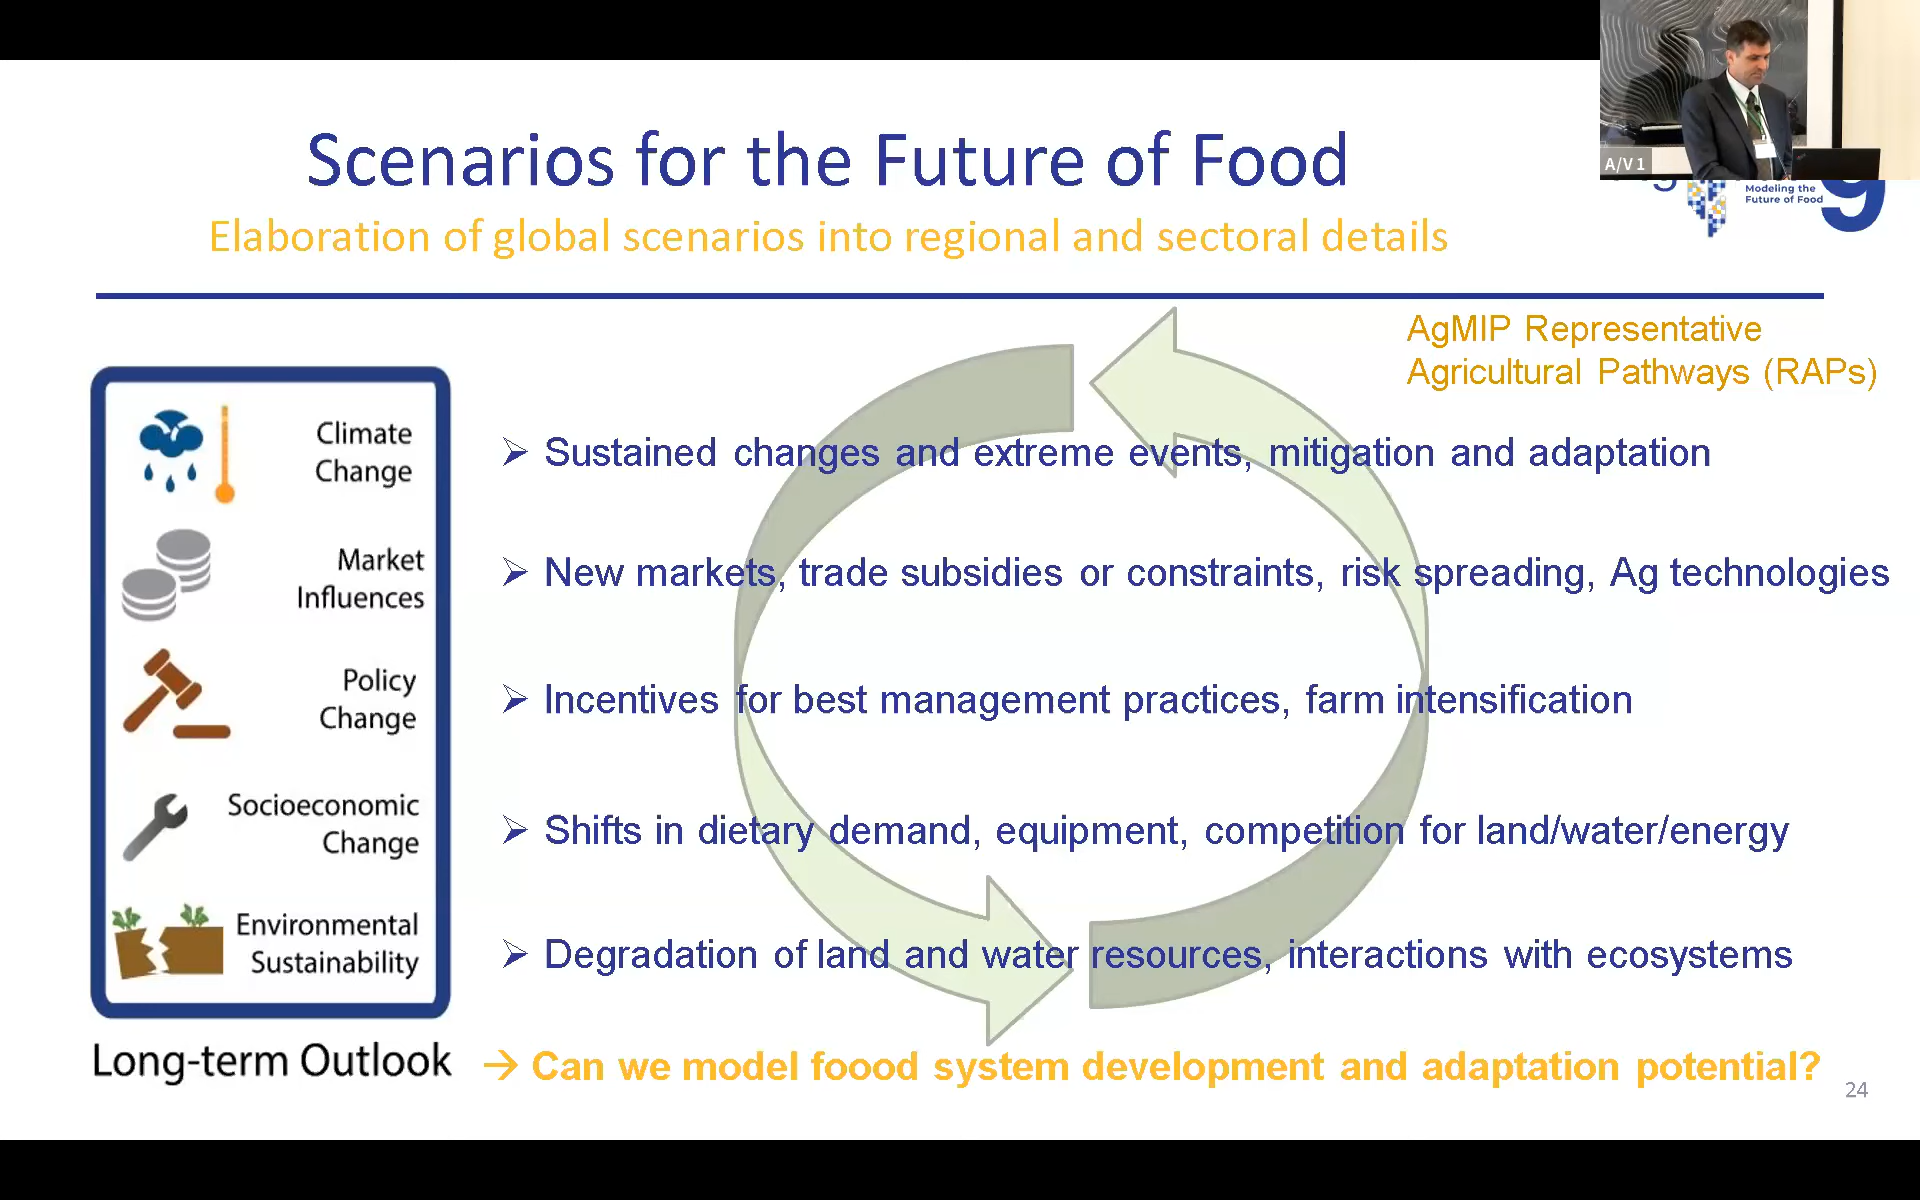 Scenarios for the Future of Food
Elaboration of global scenarios into regional and sectoral details
A/V 1
Modeling the
Future of Food
9
AgMIP Representative
Agricultural Pathways (RAPs)
Climate
Change
➢ Sustained changes and extreme events, mitigation and adaptation
Market
Influences
➢ New markets, trade subsidies or constraints, risk spreading, Ag technologies
Policy
Change
➢ Incentives for best management practices, farm intensification
Socioeconomic
Change
➢ Shifts in dietary demand, equipment, competition for land/water/energy
Environmental
Sustainability
➢ Degradation of land and water resources, interactions with ecosystems
Long-term Outlook
→ Can we model foood system development and adaptation potential?
24